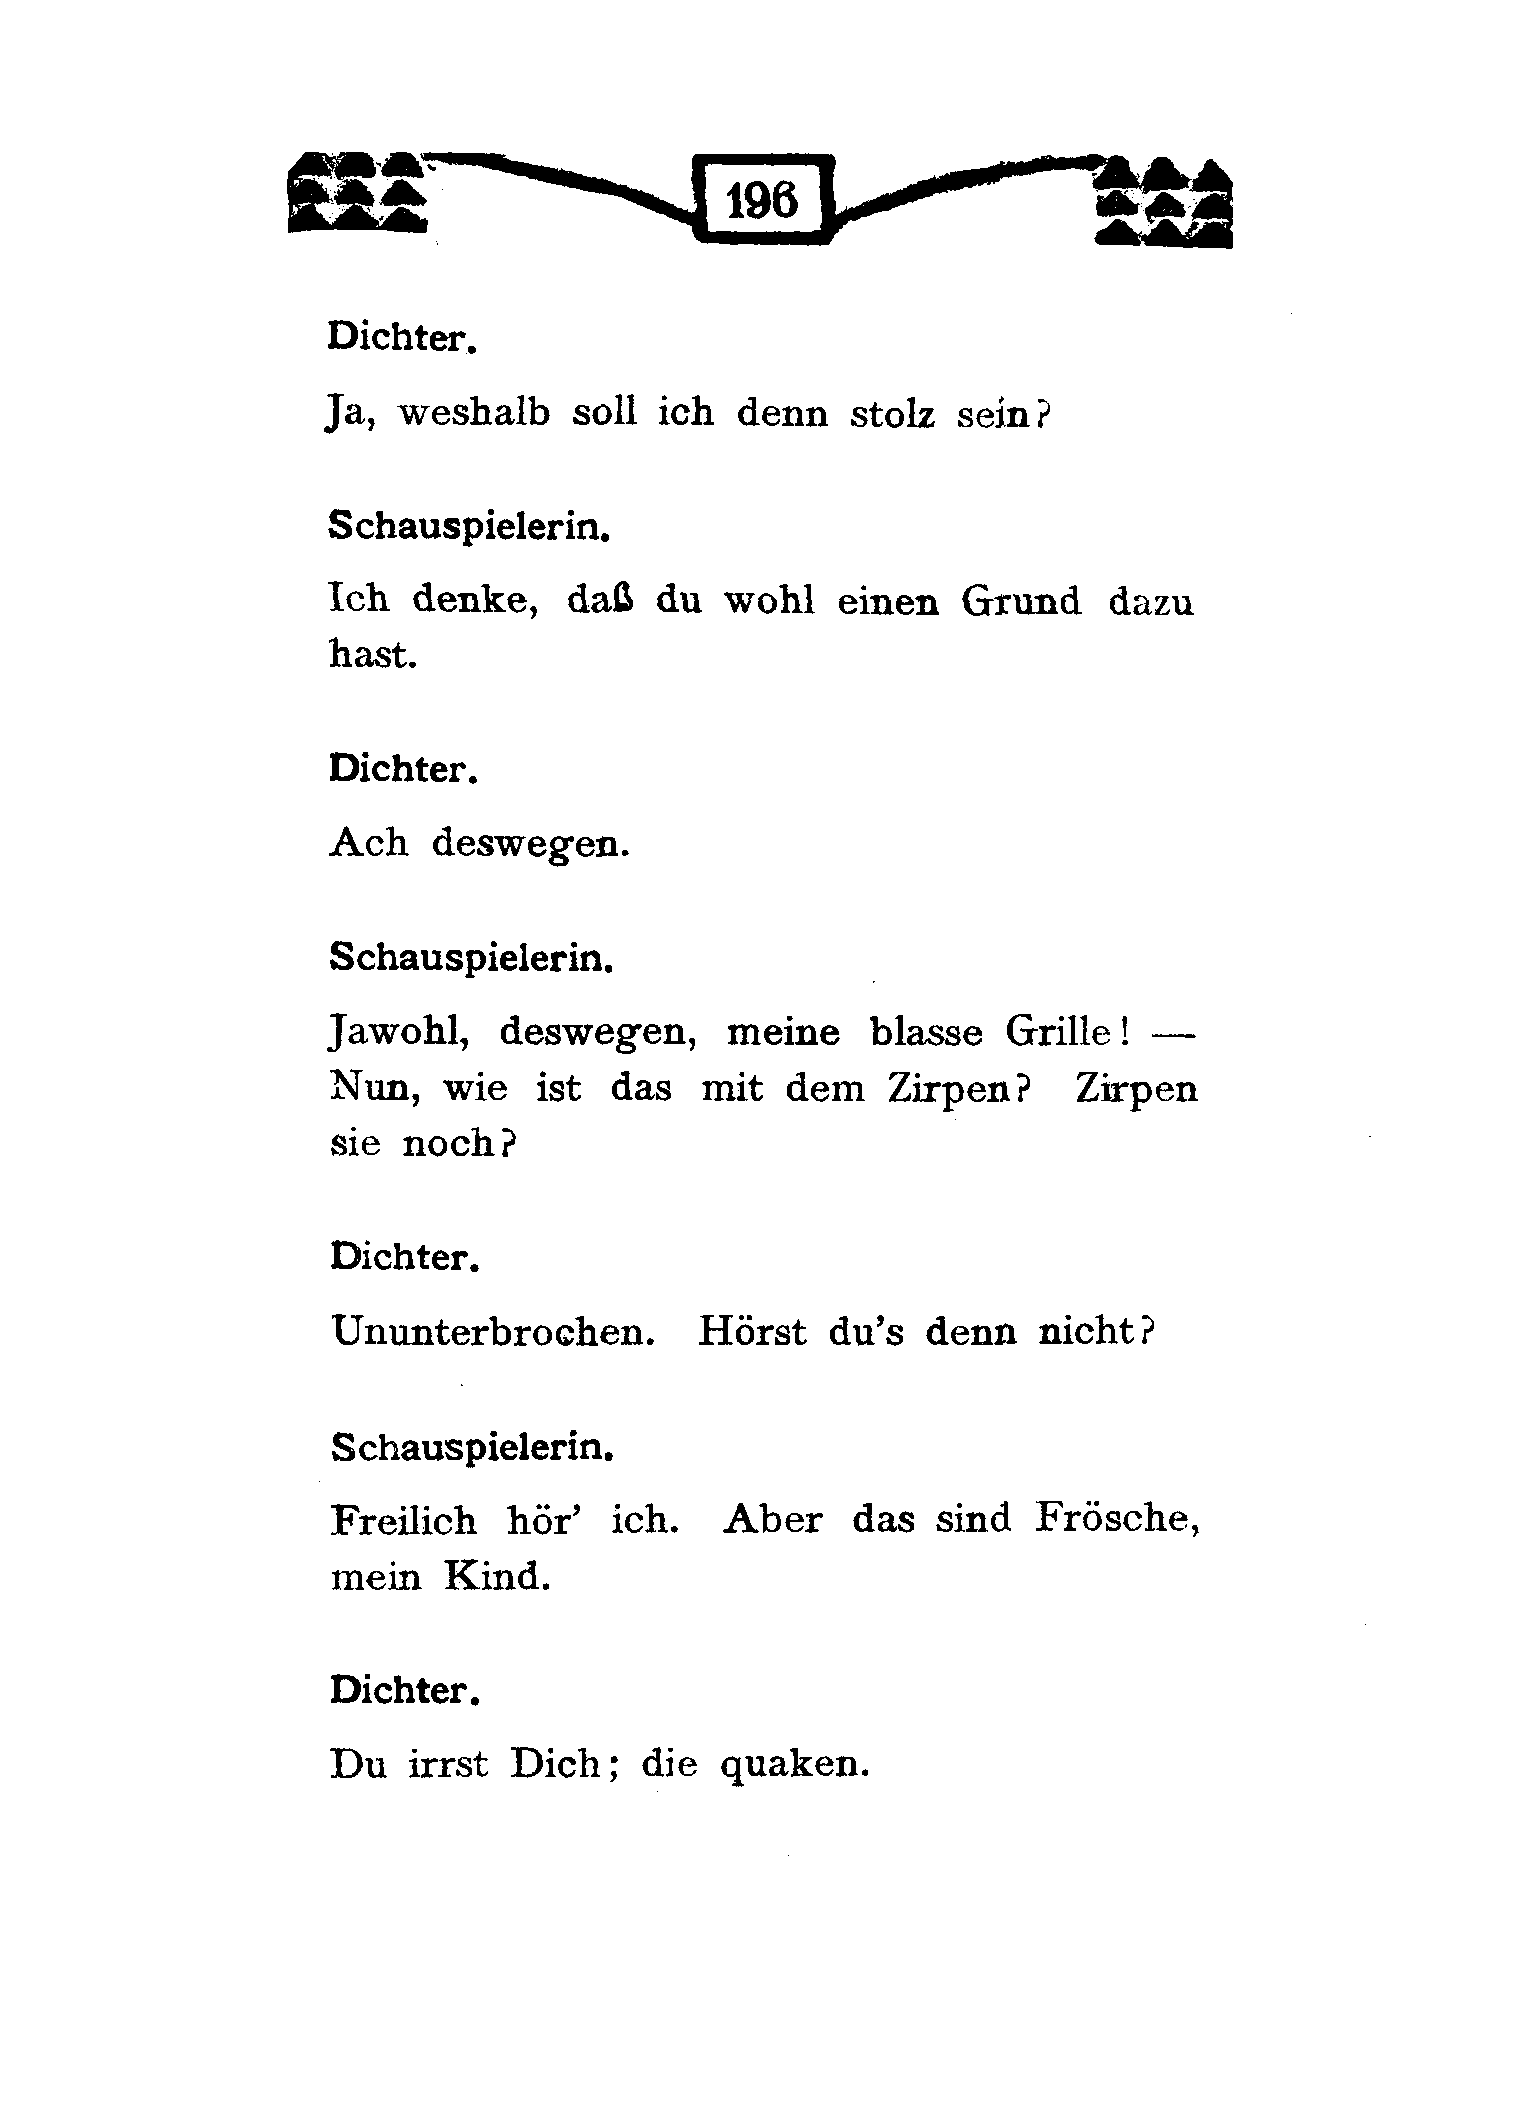 196
Dichter.
Ja, weshalb soll ich denn stolz sein?
Schauspielerin.
Ich denke, daß du wohl einen Grund dazu
hast.
Dichter.
Ach deswegen.
Schauspielerin.
Jawohl, deswegen, meine blasse Grille! —
Nun, wie ist das mit dem Zirpen? Zirpen
sie noch?
Dichter.
Ununterbrochen. Hörst du's denn nicht?
Schauspielerin.
Freilich hör' ich. Aber das sind Frösche,
mein Kind.
Dichter.
Du irrst Dich; die quaken.